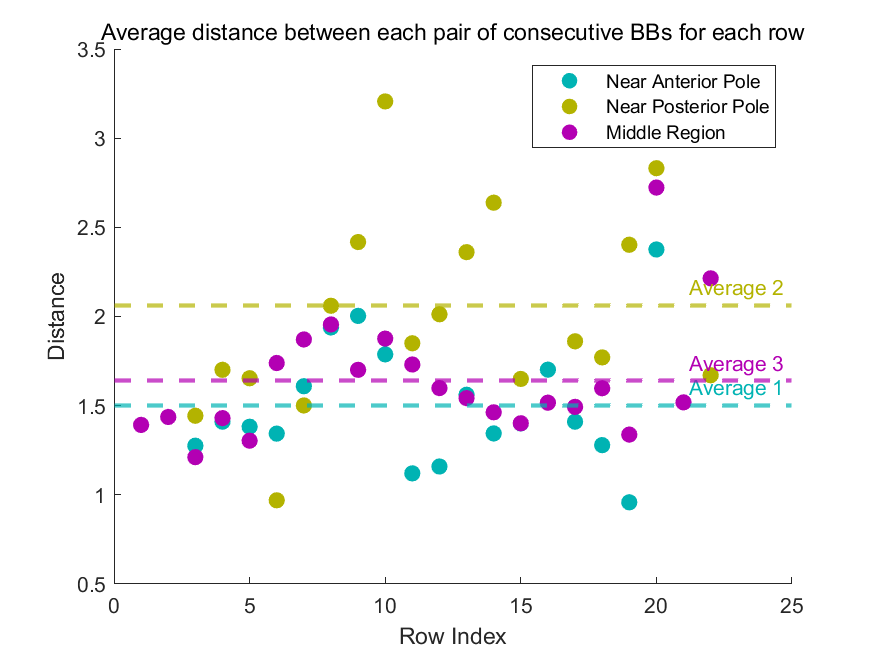 Average distance between each pair of consecutive BBs for each row
Near Anterior Pole
Near Posterior Pole
Middle Region
3.5
3
2.5
2
1.5
1
0.5
Distance
Average 2
Average 3
Average 1
0
5
10
15
20
25
Row Index